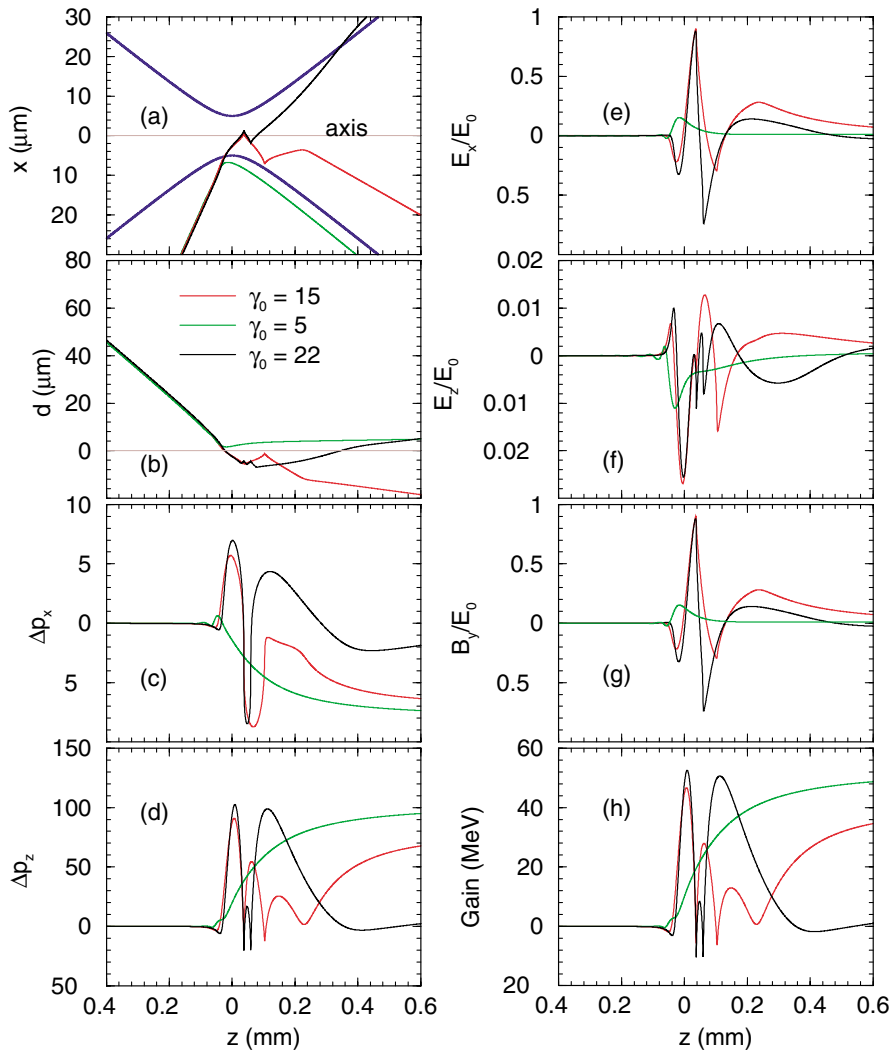 30
20
10
0
10
20
x (μm)
(a)
axis
80
60
40
20
0
20
d (μm)
γ0 = 15
γ0 = 5
γ0 = 22
(b)
10
5
0
5
Δpx
(c)
150
100
50
0
50
Δpz
(d)
0.4 0.2 0 0.2 0.4 0.6
z (mm)
1
0.5
0
0.5
Ex/E0
(e)
0.02
0.01
0
0.01
0.02
Ez/E0
(f)
1
0.5
0
0.5
By/E0
(g)
60
40
20
0
20
Gain (MeV)
(h)
0.4 0.2 0 0.2 0.4 0.6
z (mm)